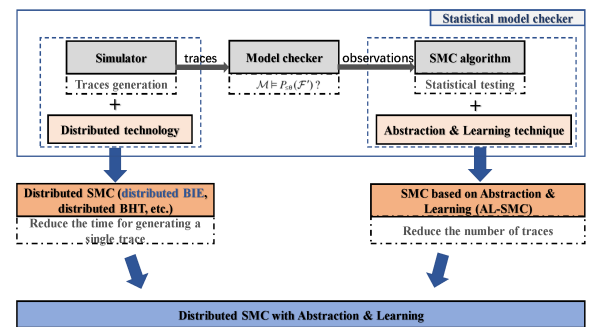 Statistical model checker
Simulator
traces
Model checker
observations
SMC algorithm
Traces generation
ℳ ⊨ P≤θ(ℱ′) ?
Statistical testing
+
+
Distributed technology
Abstraction & Learning technique
Distributed SMC (distributed BIE,
distributed BHT, etc.)
SMC based on Abstraction &
Learning (AL-SMC)
Reduce the time for generating a
single trace
Reduce the number of traces
Distributed SMC with Abstraction & Learning